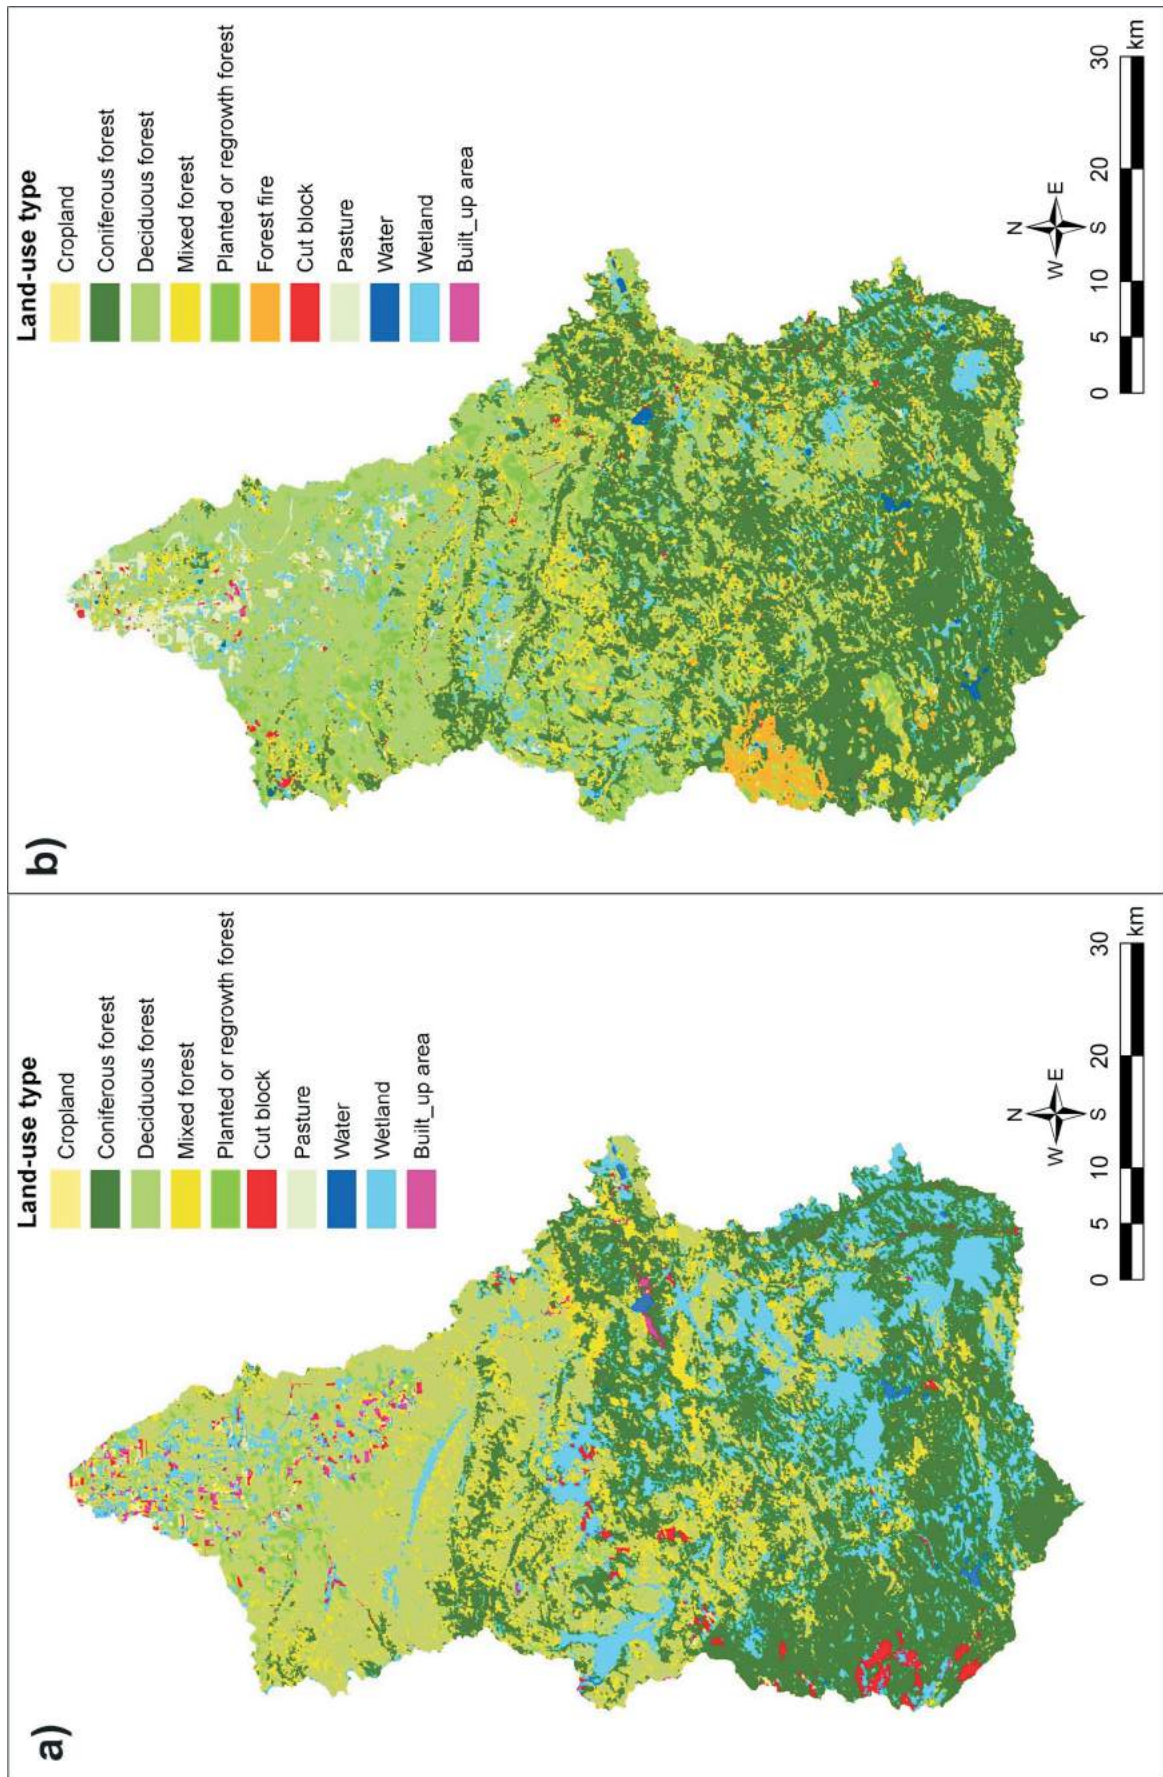 a)
Land-use type
Cropland
Coniferous forest
Deciduous forest
Mixed forest
Planted or regrowth forest
Cut block
Pasture
Water
Wetland
Built_up area
N
W
E
S
0 5 10 20 30
km
b)
Land-use type
Cropland
Coniferous forest
Deciduous forest
Mixed forest
Planted or regrowth forest
Forest fire
Cut block
Pasture
Water
Wetland
Built_up area
N
W
E
S
0 5 10 20 30
km